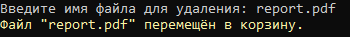 Введите имя файла для удаления: report.pdf
Файл "report.pdf" перемещён в корзину.